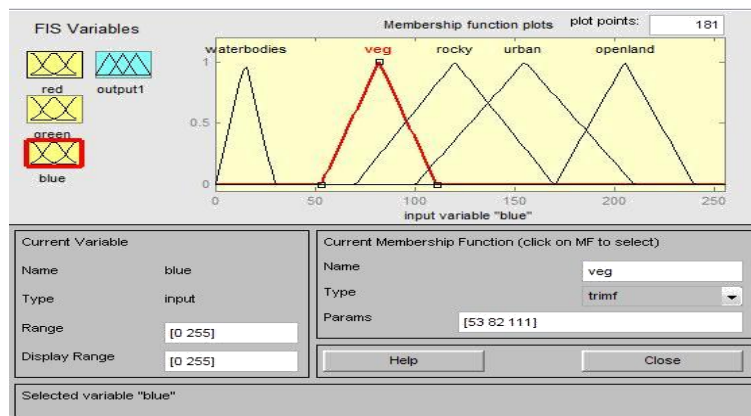 FIS Variables
Membership function plots
plot points:
181
red
output1
green
blue
waterbodies
veg
rocky
urban
openland
1
0.5
0
0
50
100
150
200
250
input variable "blue"
Current Variable
Name
blue
Type
input
Range
[0 255]
Display Range
[0 255]
Current Membership Function (click on MF to select)
Name
veg
Type
trimf
Params
[53 82 111]
Help
Close
Selected variable "blue"